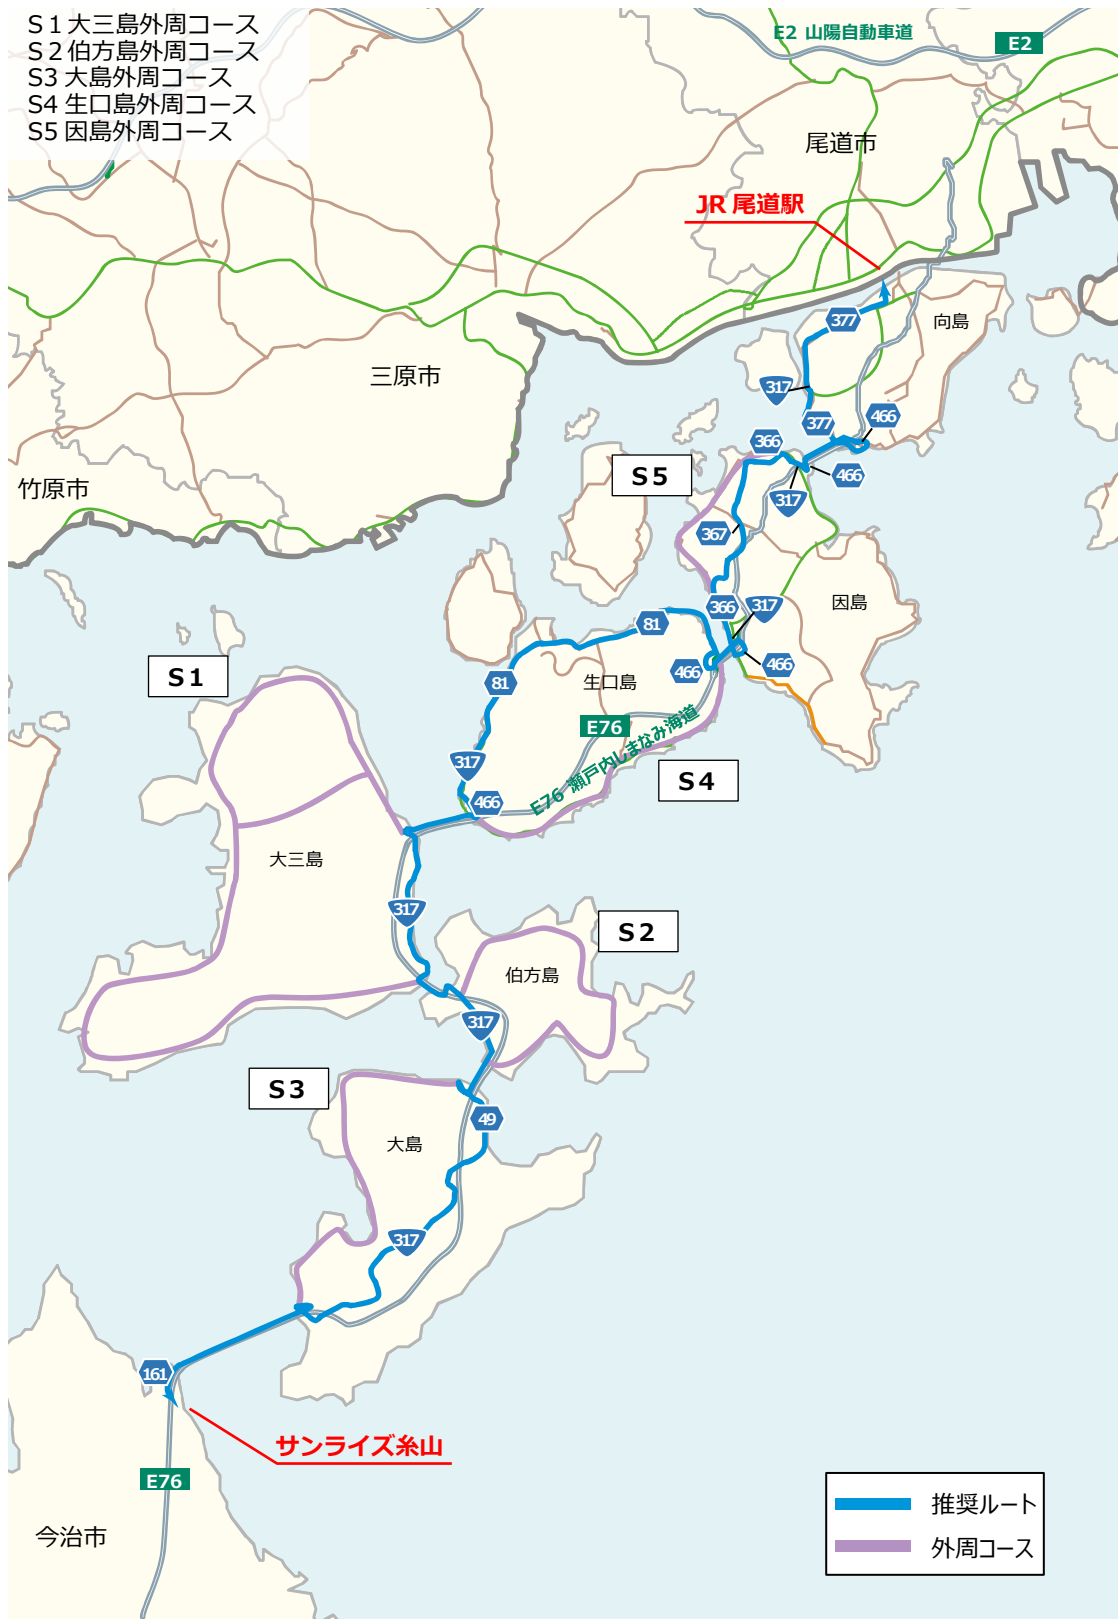 S1大三島外周コース
S2伯方島外周コース
S3 大島外周コース
S4 生口島外周コース
S5 因島外周コース
E2 山陽自動車道
E2
尾道市
JR 尾道駅
377
向島
317
三原市
377
466
366
S5
466
317
竹原市
367
因島
366
317
81
466
466
S1
生口島
81
E76
E76 瀬戸内しまなみ海道
317
S4
466
大三島
317
S2
伯方島
317
S3
49
大島
317
161
サンライズ糸山
E76
今治市
推奨ルート
外周コース